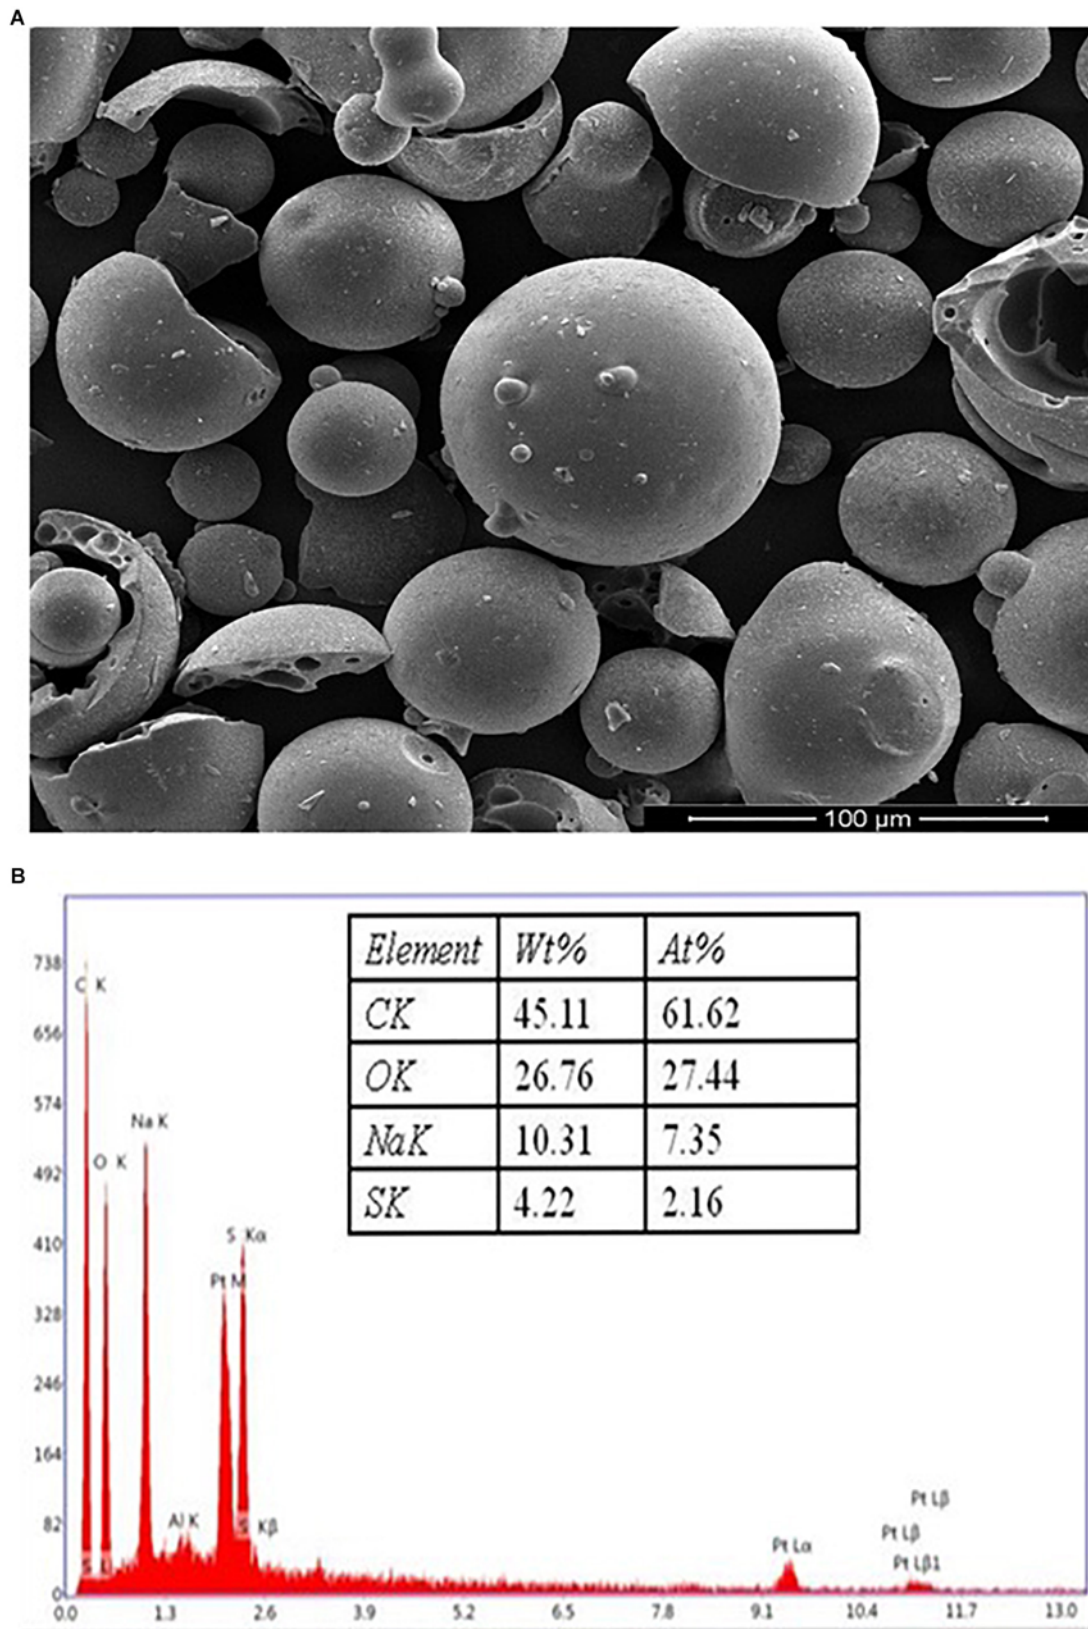 A
100 µm
B
Element Wt% At%
CK 45.11 61.62
OK 26.76 27.44
NaK 10.31 7.35
SK 4.22 2.16
738
656
574
492
410
328
246
164
82
0
C K
O K
Na K
Al K
Pt M
S Kα
S Kβ
S L
Pt Lα
Pt Lβ
Pt Lβ
Pt Lβ1
0.0 1.3 2.6 3.9 5.2 6.5 7.8 9.1 10.4 11.7 13.0